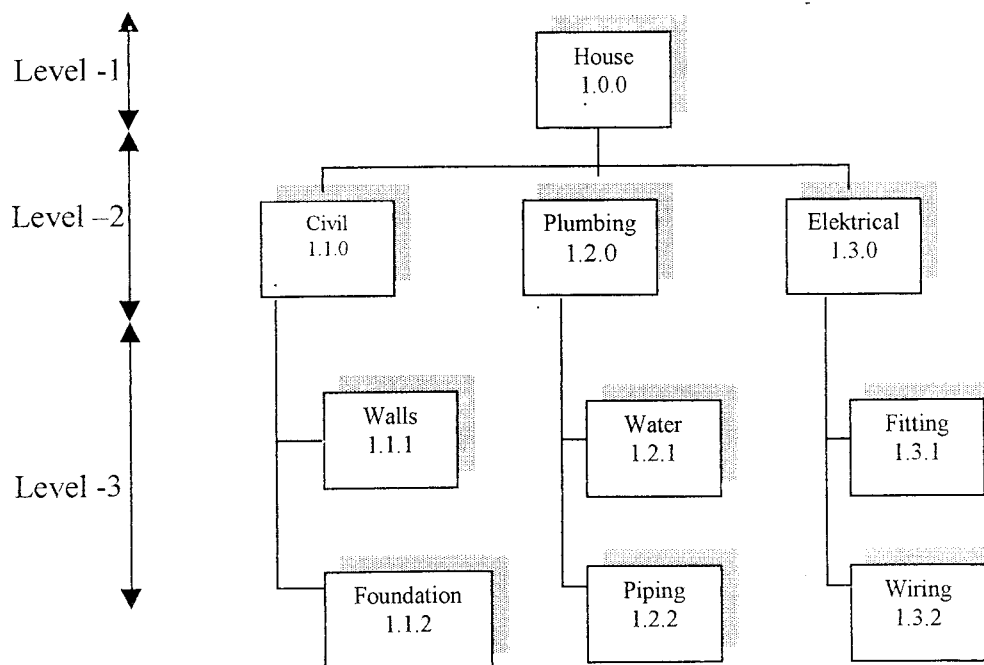 Level -1
House
1.0.0
Level –2
Civil
1.1.0
Plumbing
1.2.0
Elektrical
1.3.0
Level -3
Walls
1.1.1
Water
1.2.1
Fitting
1.3.1
Foundation
1.1.2
Piping
1.2.2
Wiring
1.3.2